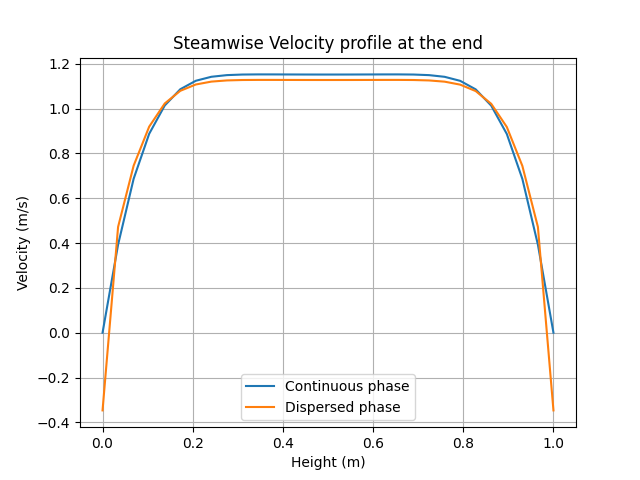 Steamwise Velocity profile at the end
1.2
1.0
0.8
0.6
0.4
0.2
0.0
−0.2
−0.4
Velocity (m/s)
Continuous phase
Dispersed phase
0.0 0.2 0.4 0.6 0.8 1.0
Height (m)